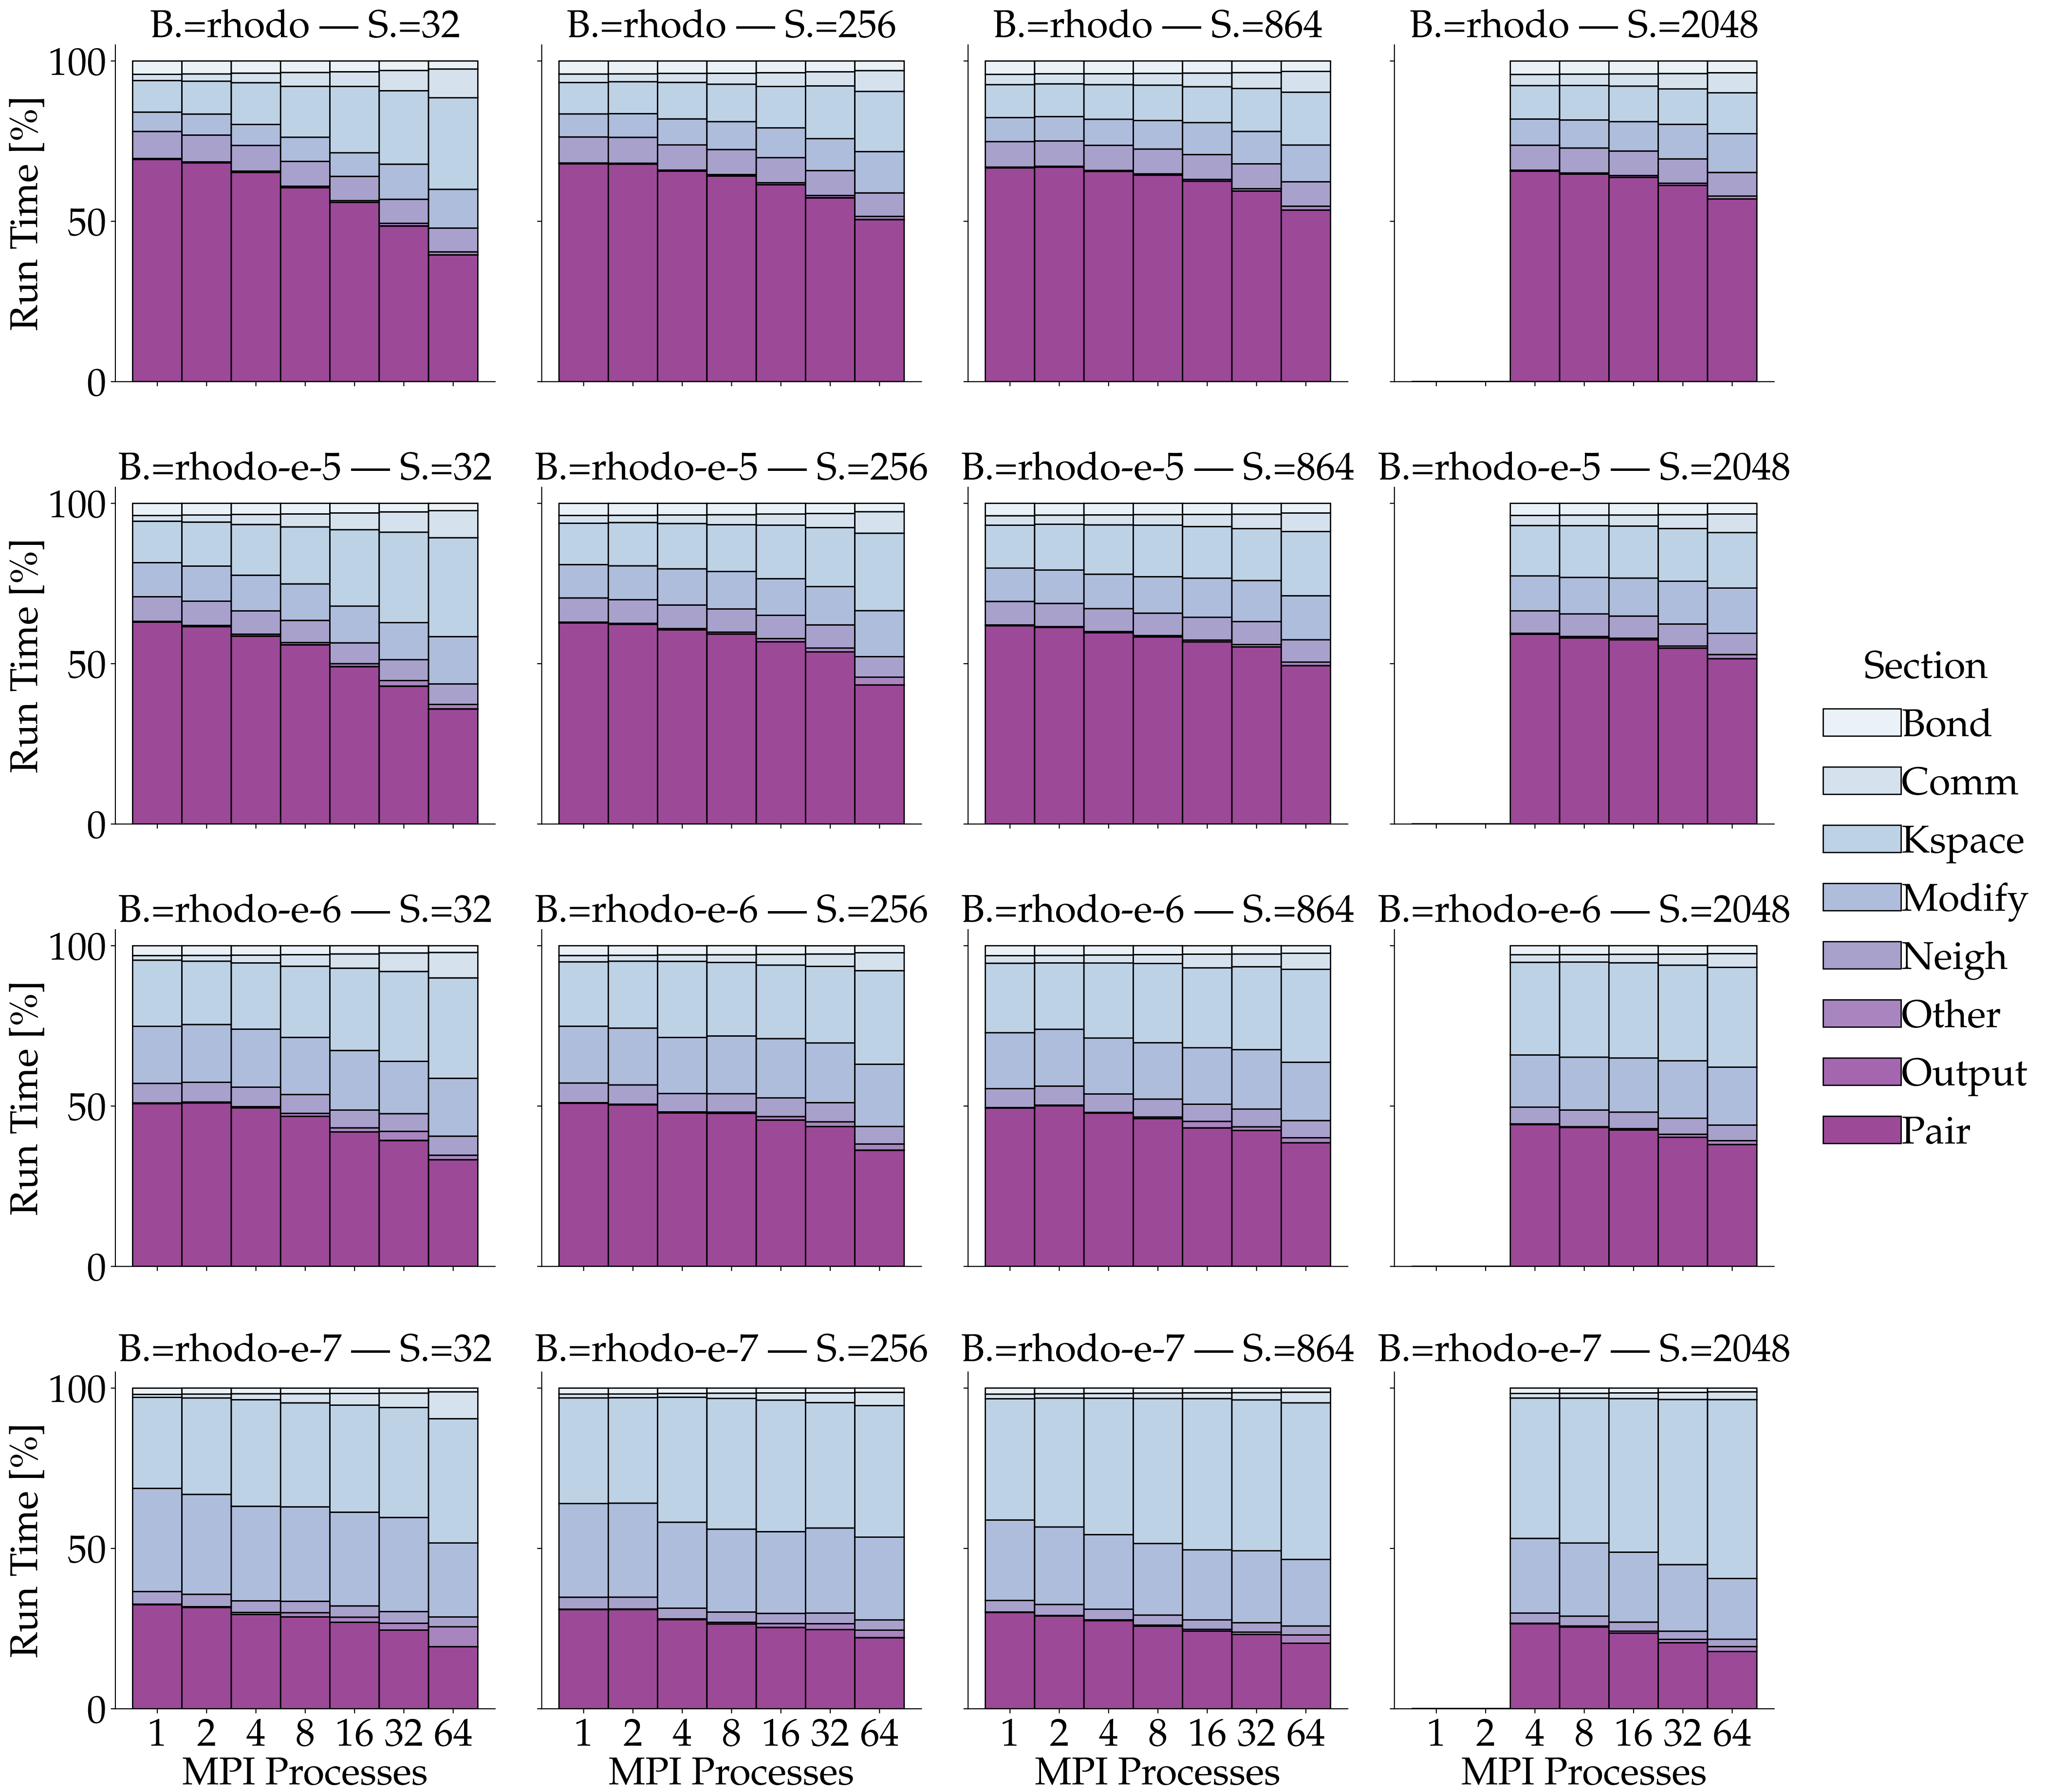 B.=rhodo — S.=32
B.=rhodo — S.=256
B.=rhodo — S.=864
B.=rhodo — S.=2048
100
50
0
Run Time [%]
B.=rhodo-e-5 — S.=32
B.=rhodo-e-5 — S.=256
B.=rhodo-e-5 — S.=864
B.=rhodo-e-5 — S.=2048
100
50
0
Run Time [%]
B.=rhodo-e-6 — S.=32
B.=rhodo-e-6 — S.=256
B.=rhodo-e-6 — S.=864
B.=rhodo-e-6 — S.=2048
100
50
0
Run Time [%]
B.=rhodo-e-7 — S.=32
B.=rhodo-e-7 — S.=256
B.=rhodo-e-7 — S.=864
B.=rhodo-e-7 — S.=2048
100
50
0
Run Time [%]
1 2 4 8 16 32 64
MPI Processes
1 2 4 8 16 32 64
MPI Processes
1 2 4 8 16 32 64
MPI Processes
1 2 4 8 16 32 64
MPI Processes
Section
Bond
Comm
Kspace
Modify
Neigh
Other
Output
Pair